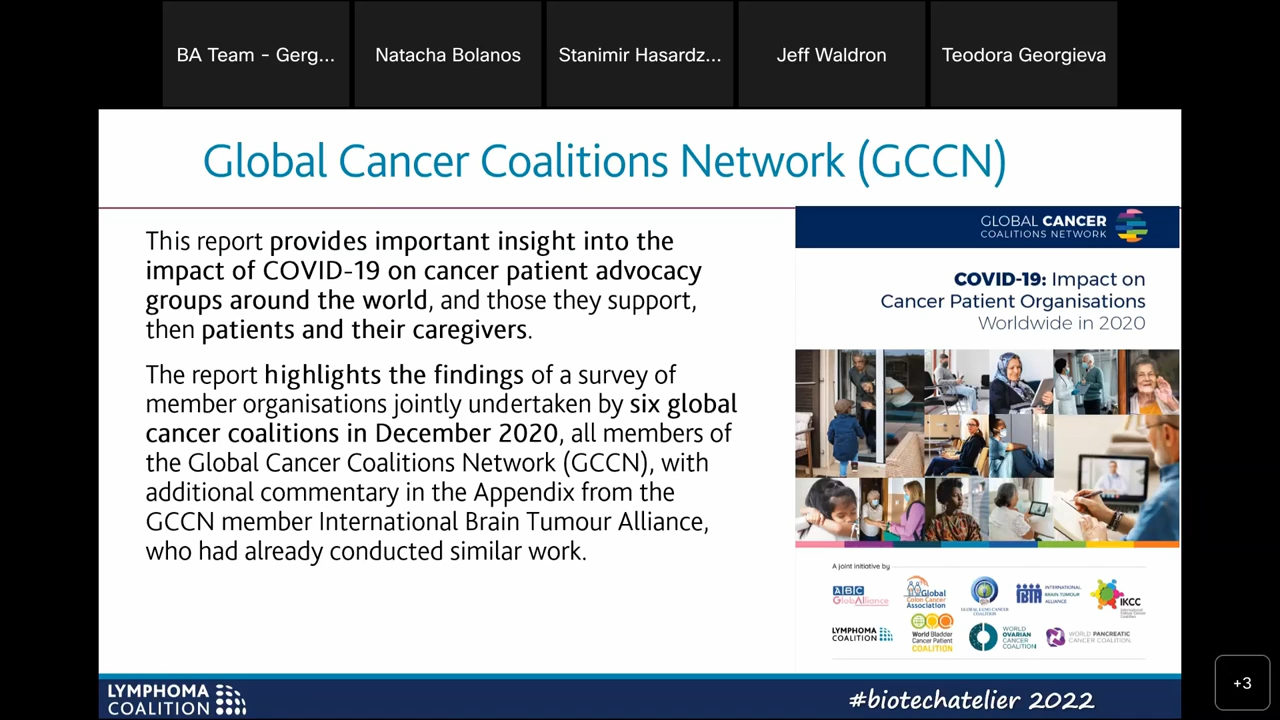 BA Team - Gerg...
Natacha Bolanos
Stanimir Hasardz...
Jeff Waldron
Teodora Georgieva
Global Cancer Coalitions Network (GCCN)
This report provides important insight into the
impact of COVID-19 on cancer patient advocacy
groups around the world, and those they support,
then patients and their caregivers.
The report highlights the findings of a survey of
member organisations jointly undertaken by six global
cancer coalitions in December 2020, all members of
the Global Cancer Coalitions Network (GCCN), with
additional commentary in the Appendix from the
GCCN member International Brain Tumour Alliance,
who had already conducted similar work.
GLOBAL CANCER
COALITIONS NETWORK
COVID-19: Impact on
Cancer Patient Organisations
Worldwide in 2020
A joint initiative by
ABC
GlobAlliance
Global
Colon Cancer
Association
GLOBAL LUNG CANCER
COALITION
IBTA
INTERNATIONAL
BRAIN TUMOUR
ALLIANCE
IKCC
LYMPHOMA
COALITION
World Bladder
Cancer Patient
COALITION
WORLD
OVARIAN
CANCER
COALITION
WORLD PANCREATIC
CANCER COALITION
LYMPHOMA
COALITION
#biotechatelier 2022
+3